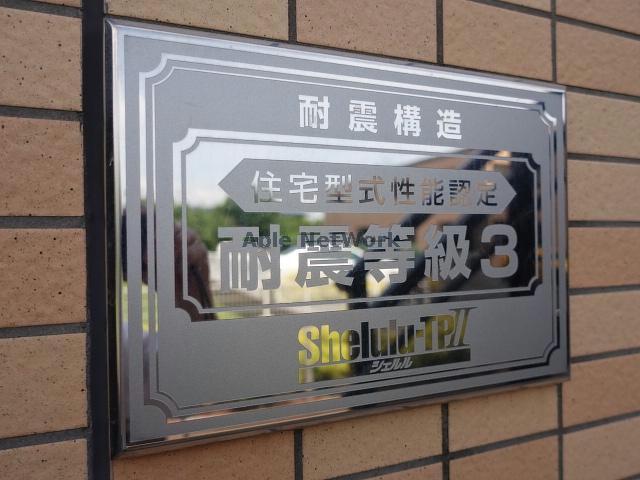 耐震構造
住宅型式性能認定
Aple NetWork
耐震等級3
Shelulu-TPII
シェルル